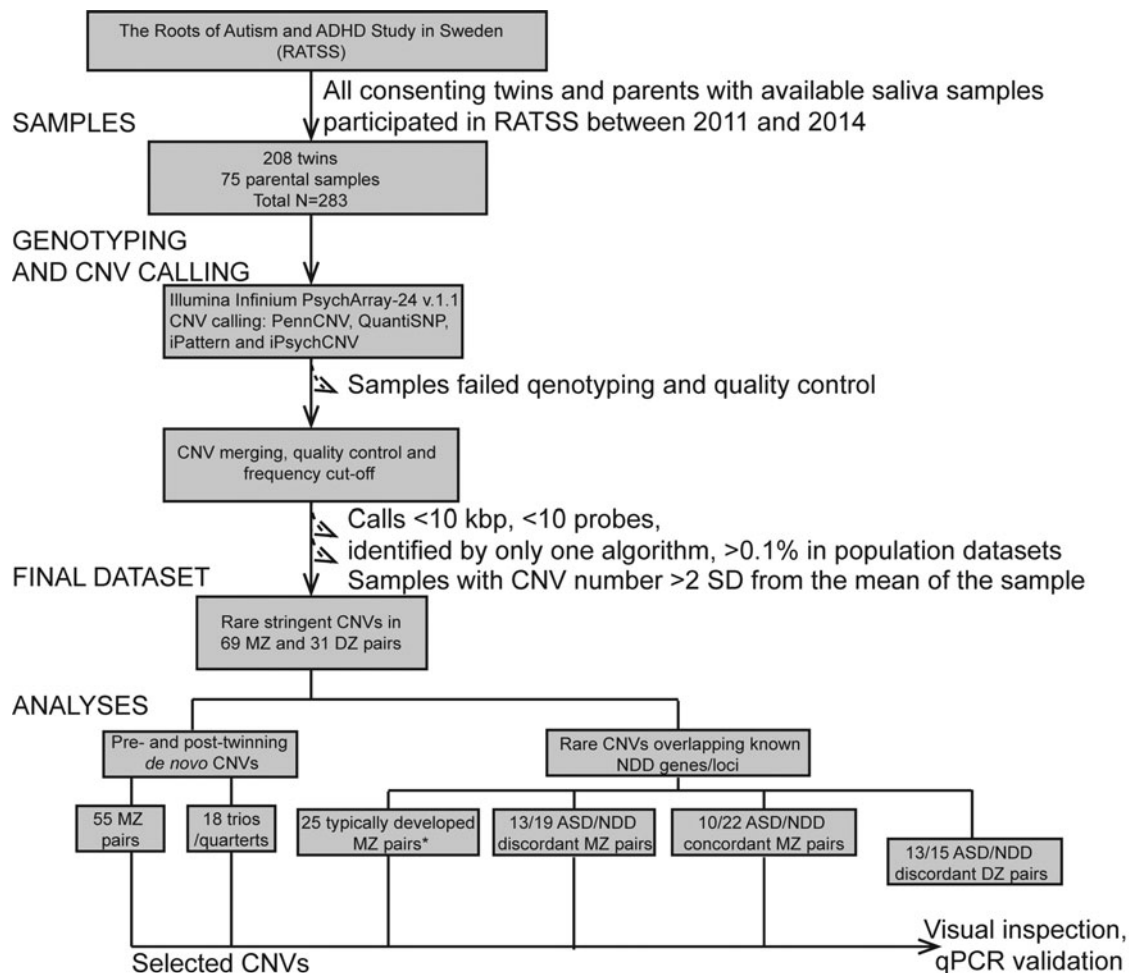 The Roots of Autism and ADHD Study in Sweden
(RATSS)
All consenting twins and parents with available saliva samples
participated in RATSS between 2011 and 2014
SAMPLES
208 twins
75 parental samples
Total N=283
GENOTYPING
AND CNV CALLING
Illumina Infinium PsychArray-24 v.1.1
CNV calling: PennCNV, QuantiSNP,
iPattern and iPsychCNV
Samples failed qenotyping and quality control
CNV merging, quality control and
frequency cut-off
Calls <10 kbp, <10 probes,
identified by only one algorithm, >0.1% in population datasets
Samples with CNV number >2 SD from the mean of the sample
FINAL DATASET
Rare stringent CNVs in
69 MZ and 31 DZ pairs
ANALYSES
Pre- and post-twinning
de novo CNVs
Rare CNVs overlapping known
NDD genes/loci
55 MZ
pairs
18 trios
/quarterts
25 typically developed
MZ pairs*
13/19 ASD/NDD
discordant MZ pairs
10/22 ASD/NDD
concordant MZ pairs
13/15 ASD/NDD
discordant DZ pairs
Selected CNVs
Visual inspection,
qPCR validation